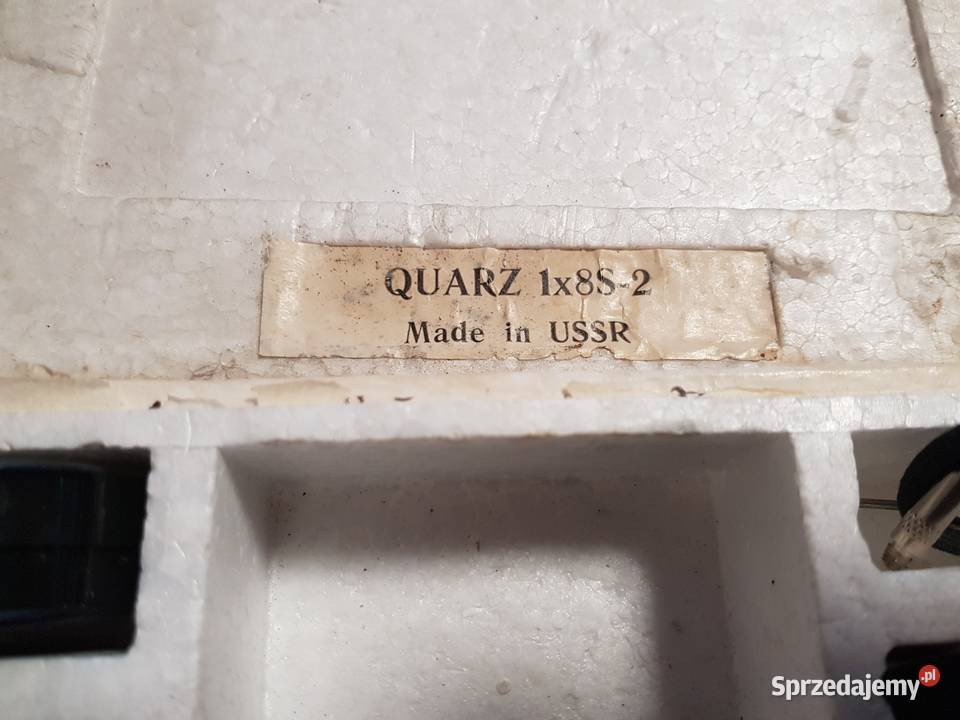 QUARZ 1x8S-2
Made in USSR
Sprzedajemy.pl